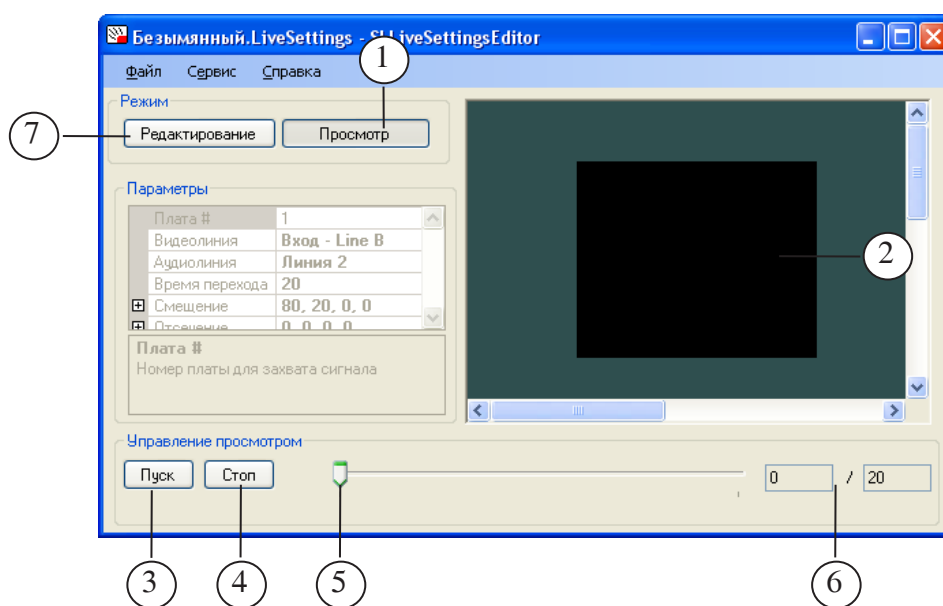 Безымянный.LiveSettings - SLLiveSettingsEditor
Файл Сервис Справка
1
Режим
7
Редактирование Просмотр
Параметры
Плата # 1
Видеолиния Вход - Line B
Аудиолиния Линия 2
2
Время перехода 20
Смещение 80, 20, 0, 0
Отсечение 0, 0, 0, 0
Плата #
Номер платы для захвата сигнала
Управление просмотром
Пуск Стоп 0 / 20
3 4 5 6